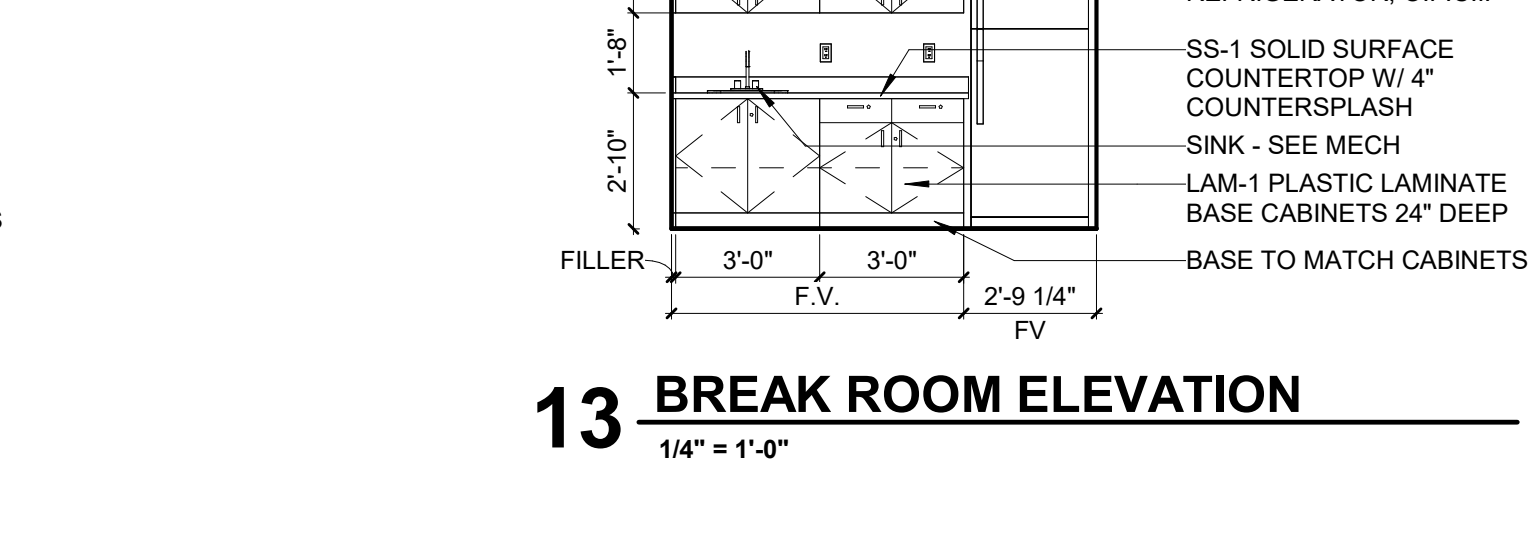 1'-8"
SS-1 SOLID SURFACE
COUNTERTOP W/ 4"
COUNTERSPLASH
SINK - SEE MECH
2'-10"
LAM-1 PLASTIC LAMINATE
BASE CABINETS 24" DEEP
FILLER 3'-0" 3'-0" BASE TO MATCH CABINETS
F.V. 2'-9 1/4"
FV
13 BREAK ROOM ELEVATION
1/4" = 1'-0"